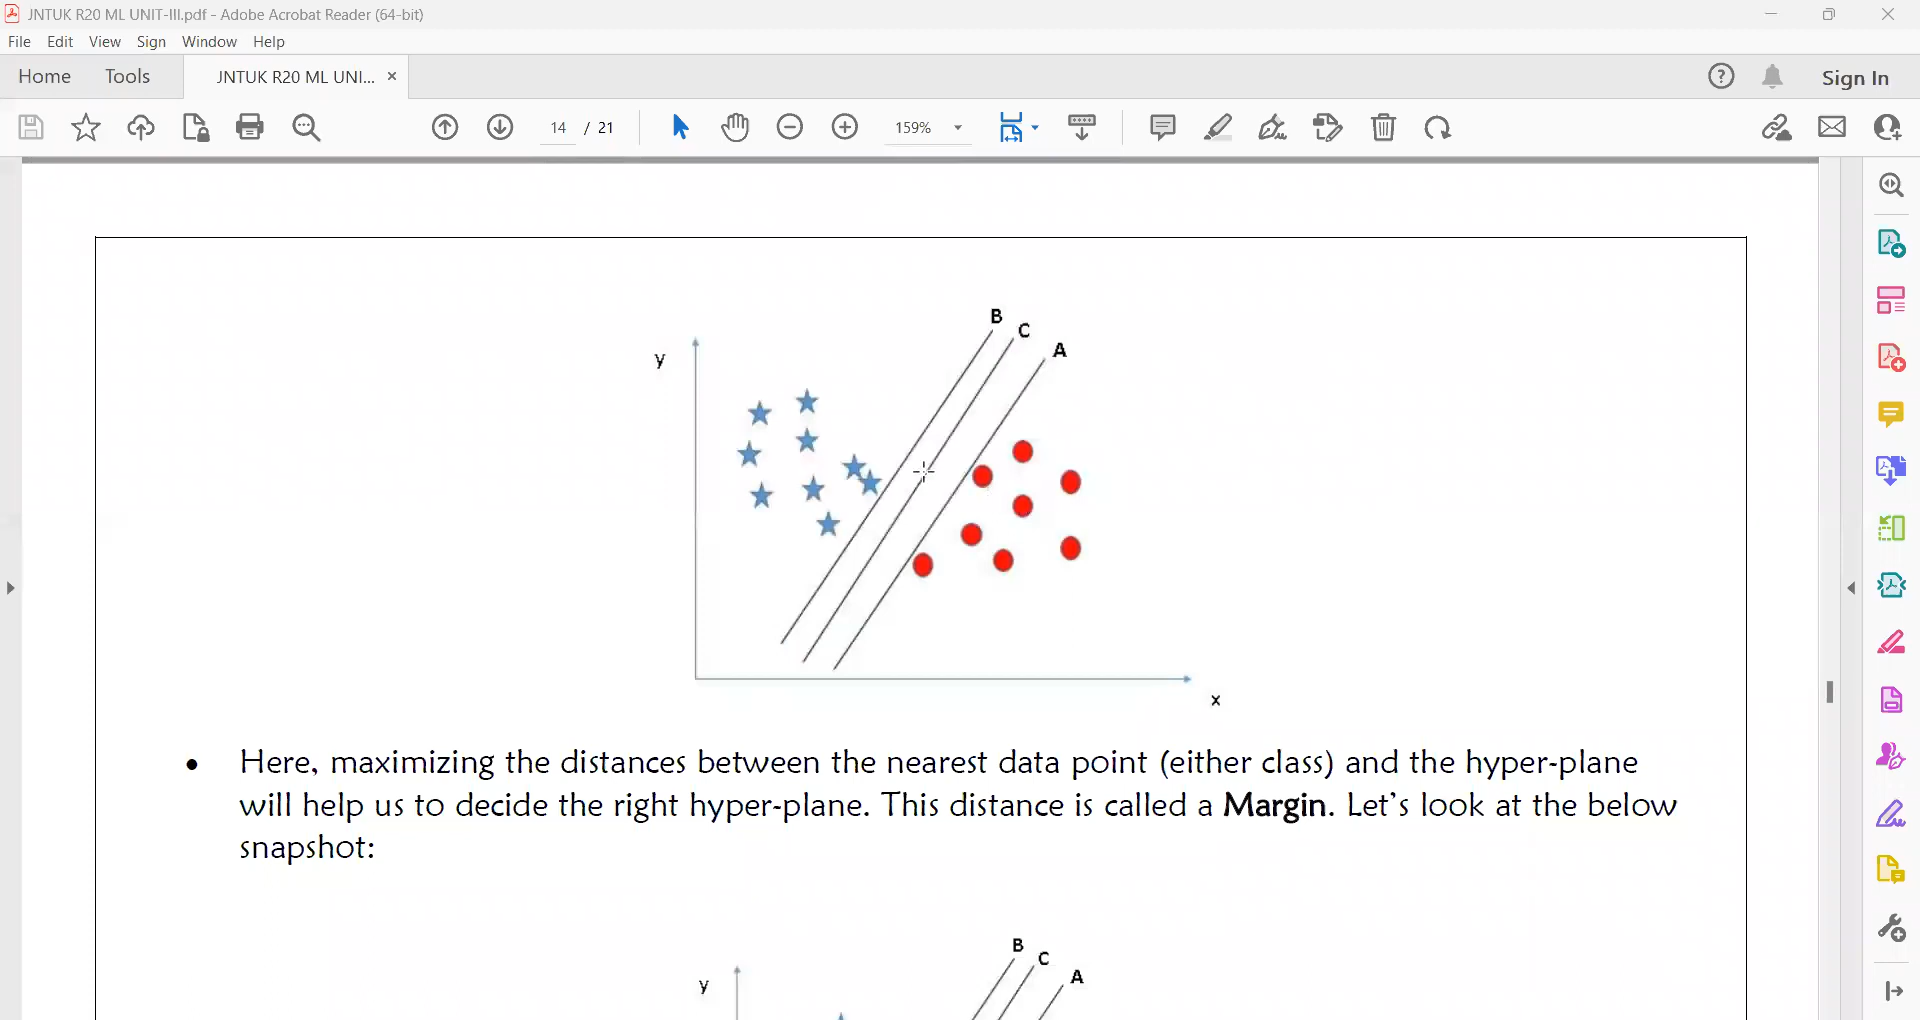 JNTUK R20 ML UNIT-III.pdf - Adobe Acrobat Reader (64-bit)
File Edit View Sign Window Help
Home Tools JNTUK R20 ML UNI... × Sign In
14 / 21 159%
B
C
A
y
x
• Here, maximizing the distances between the nearest data point (either class) and the hyper-plane
will help us to decide the right hyper-plane. This distance is called a Margin. Let's look at the below
snapshot:
B
C
A
y